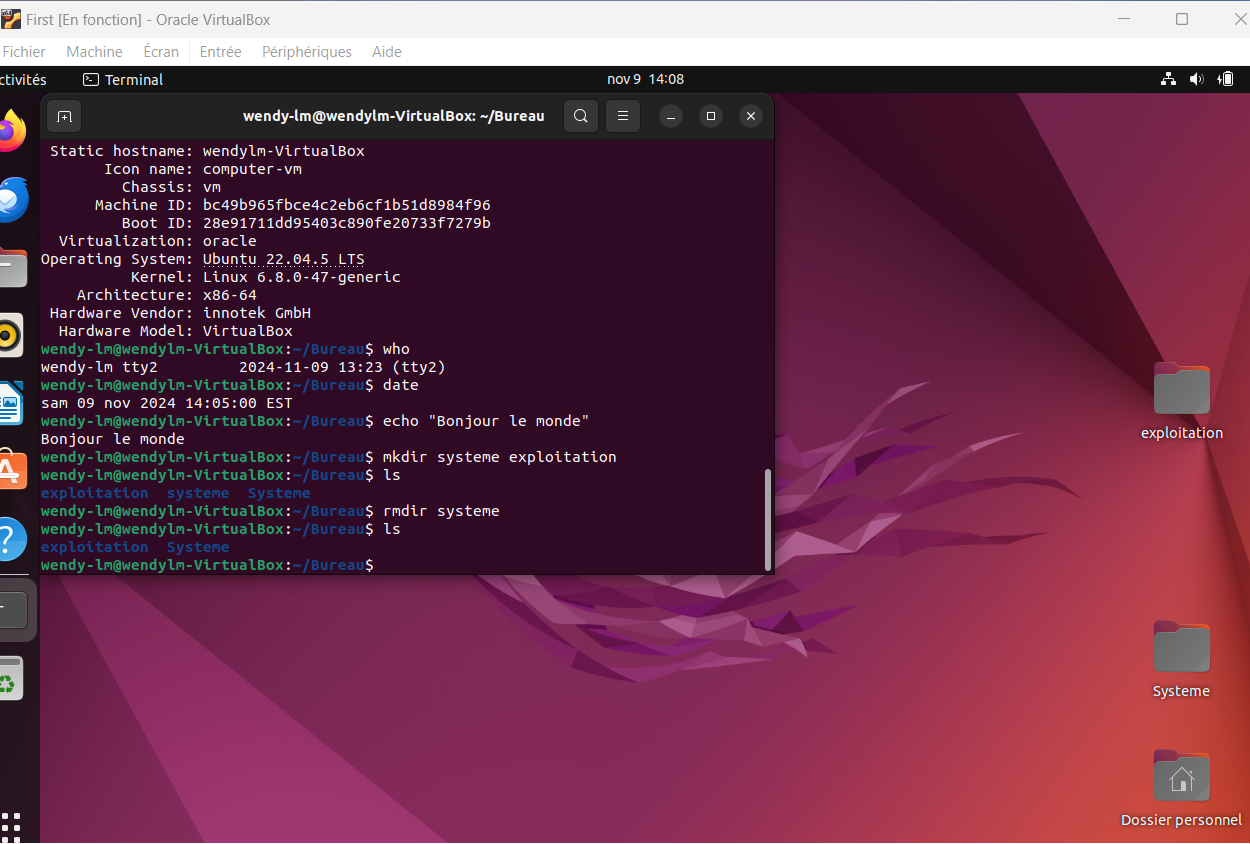 First [En fonction] - Oracle VirtualBox
Fichier Machine Écran Entrée Périphériques Aide
ctivités Terminal nov 9 14:08
wendy-lm@wendylm-VirtualBox: ~/Bureau
Static hostname: wendylm-VirtualBox
Icon name: computer-vm
Chassis: vm
Machine ID: bc49b965fbce4c2eb6cf1b51d8984f96
Boot ID: 28e91711dd95403c890fe20733f7279b
Virtualization: oracle
Operating System: Ubuntu 22.04.5 LTS
Kernel: Linux 6.8.0-47-generic
Architecture: x86-64
Hardware Vendor: innotek GmbH
Hardware Model: VirtualBox
wendy-lm@wendylm-VirtualBox:~/Bureau$ who
wendy-lm tty2         2024-11-09 13:23 (tty2)
wendy-lm@wendylm-VirtualBox:~/Bureau$ date
sam 09 nov 2024 14:05:00 EST
wendy-lm@wendylm-VirtualBox:~/Bureau$ echo "Bonjour le monde"
Bonjour le monde
wendy-lm@wendylm-VirtualBox:~/Bureau$ mkdir systeme exploitation
wendy-lm@wendylm-VirtualBox:~/Bureau$ ls
exploitation  systeme  Systeme
wendy-lm@wendylm-VirtualBox:~/Bureau$ rmdir systeme
wendy-lm@wendylm-VirtualBox:~/Bureau$ ls
exploitation  Systeme
wendy-lm@wendylm-VirtualBox:~/Bureau$
exploitation
Systeme
Dossier personnel